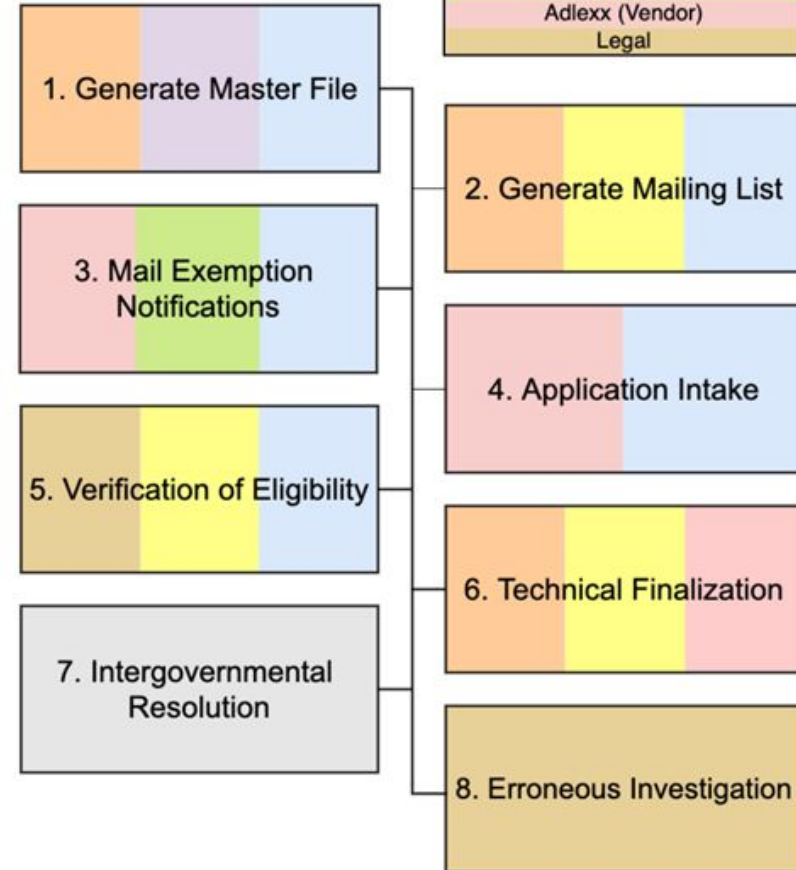 Adlexx (Vendor)
Legal
1. Generate Master File
2. Generate Mailing List
3. Mail Exemption
Notifications
4. Application Intake
5. Verification of Eligibility
6. Technical Finalization
7. Intergovernmental
Resolution
8. Erroneous Investigation